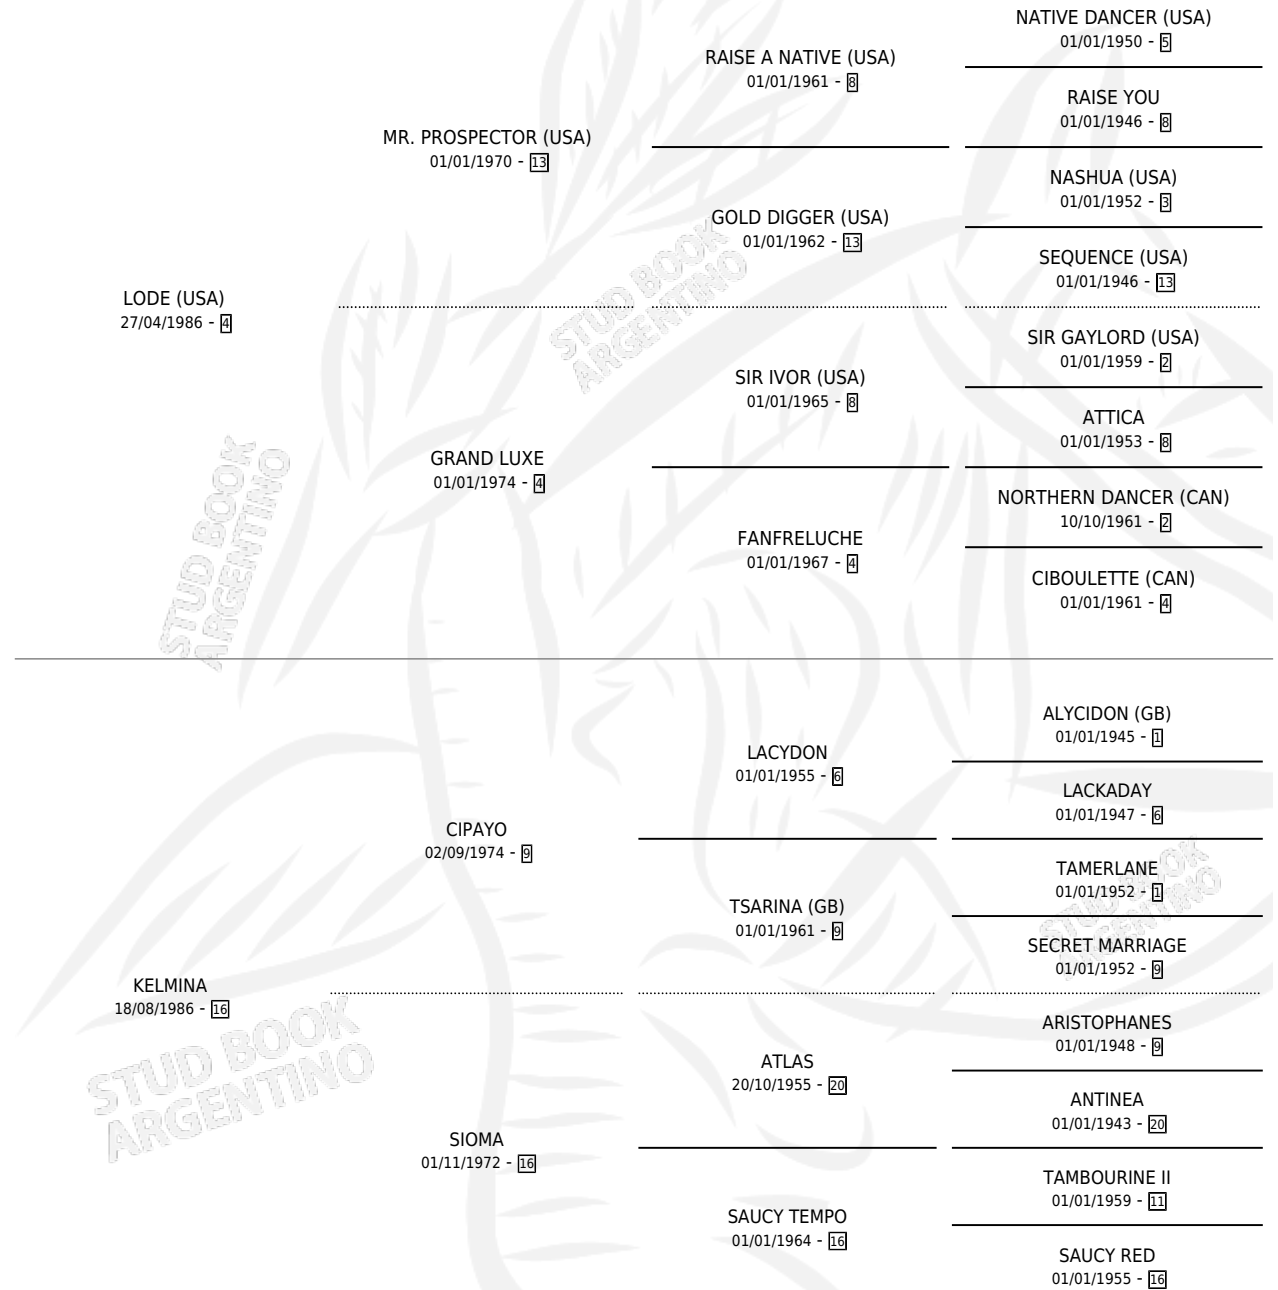 NATIVE DANCER (USA)
01/01/1950 - 5
RAISE A NATIVE (USA)
01/01/1961 - 8
RAISE YOU
01/01/1946 - 8
MR. PROSPECTOR (USA)
01/01/1970 - 13
NASHUA (USA)
01/01/1952 - 3
GOLD DIGGER (USA)
01/01/1962 - 13
SEQUENCE (USA)
01/01/1946 - 13
LODE (USA)
27/04/1986 - 4
STUD BOOK
ARGENTINO
SIR GAYLORD (USA)
01/01/1959 - 2
SIR IVOR (USA)
01/01/1965 - 8
ATTICA
01/01/1953 - 8
GRAND LUXE
01/01/1974 - 4
NORTHERN DANCER (CAN)
10/10/1961 - 2
FANFRELUCHE
01/01/1967 - 4
CIBOULETTE (CAN)
01/01/1961 - 4
STUD BOOK
ARGENTINO
ALYCIDON (GB)
01/01/1945 - 1
LACYDON
01/01/1955 - 6
LACKADAY
01/01/1947 - 6
CIPAYO
02/09/1974 - 9
TAMERLANE
01/01/1952 - 1
TSARINA (GB)
01/01/1961 - 9
STUD BOOK
ARGENTINO
SECRET MARRIAGE
01/01/1952 - 9
KELMINA
18/08/1986 - 16
ARISTOPHANES
01/01/1948 - 9
STUD BOOK
ARGENTINO
ATLAS
20/10/1955 - 20
ANTINEA
01/01/1943 - 20
SIOMA
01/11/1972 - 16
TAMBOURINE II
01/01/1959 - 11
SAUCY TEMPO
01/01/1964 - 16
SAUCY RED
01/01/1955 - 16